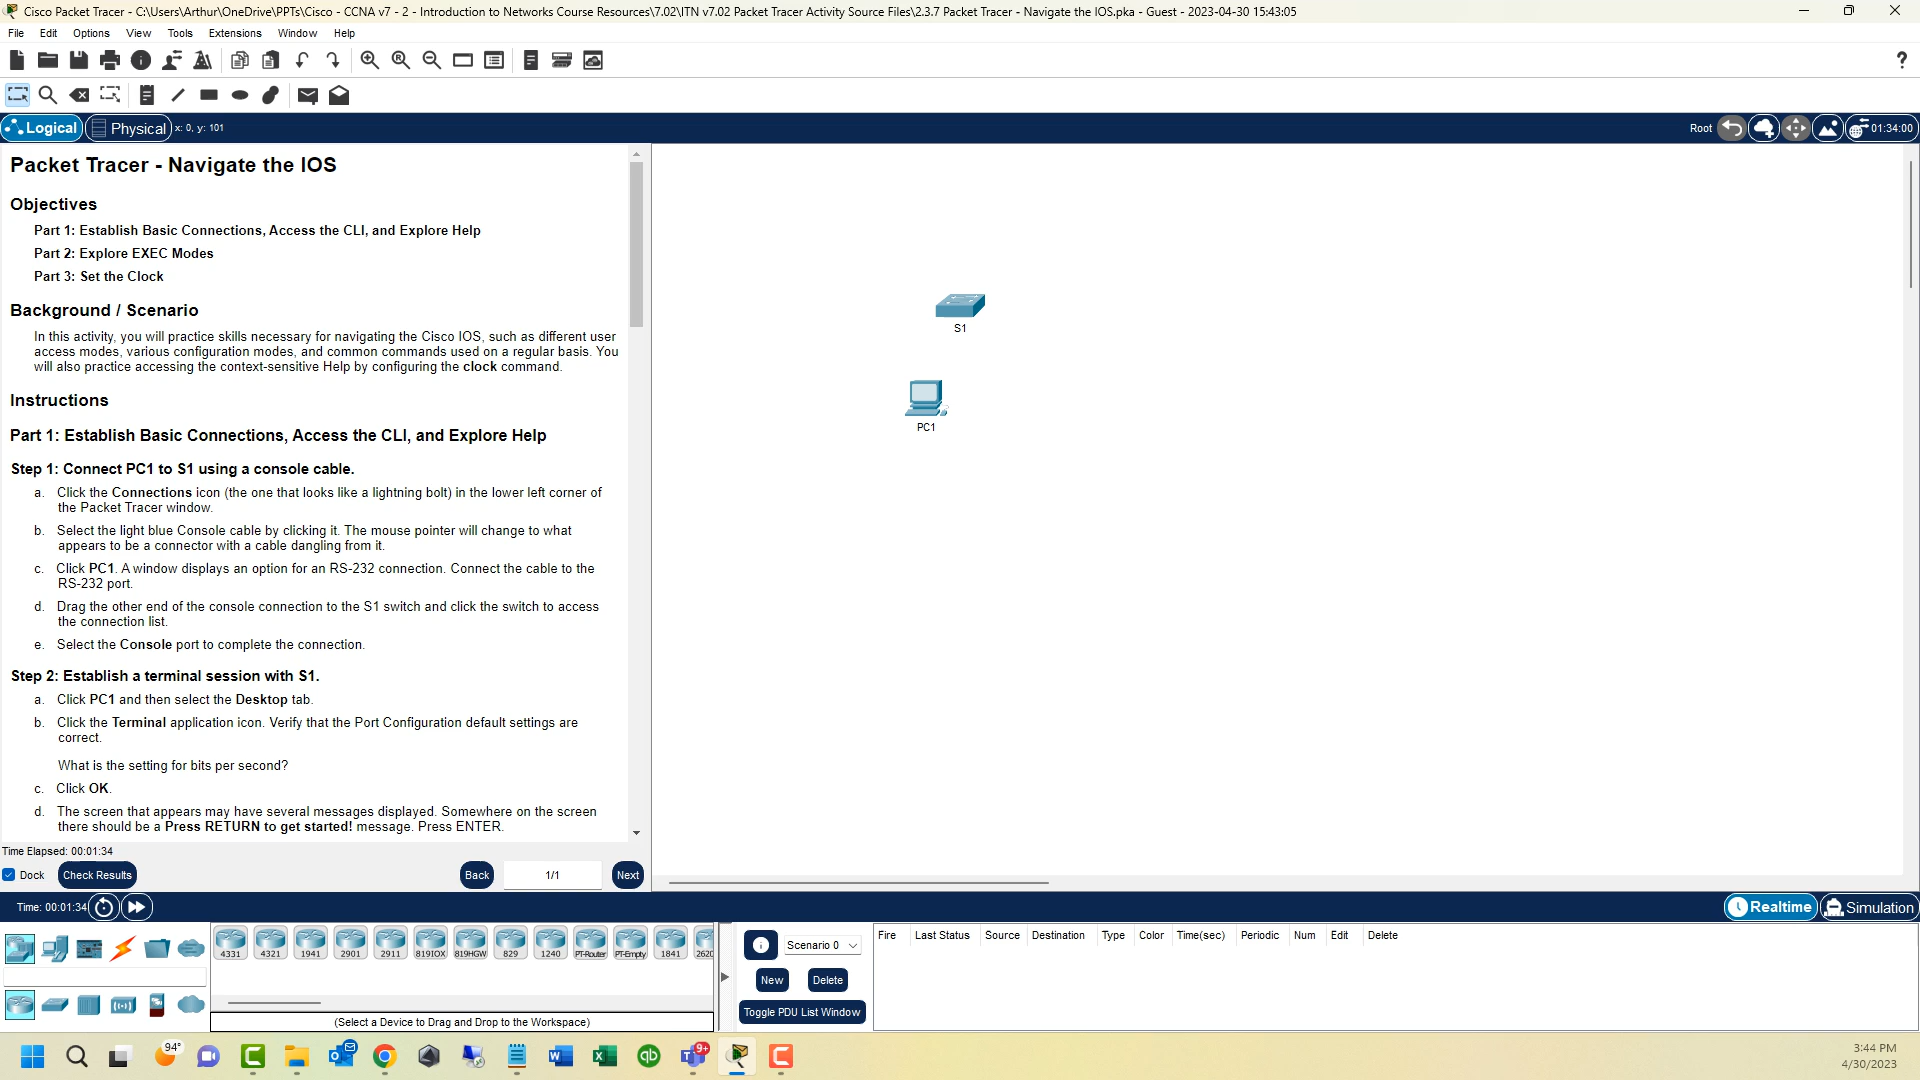 Cisco Packet Tracer - C:\Users\Arthur\OneDrive\PPTs\Cisco - CCNA v7 - 2 - Introduction to Networks Course Resources\7.02\ITN v7.02 Packet Tracer Activity Source Files\2.3.7 Packet Tracer - Navigate the IOS.pka - Guest - 2023-04-30 15:43:05
File Edit Options View Tools Extensions Window Help
Logical Physical x: 0, y: 101 Root 01:34:00
Packet Tracer - Navigate the IOS
Objectives
Part 1: Establish Basic Connections, Access the CLI, and Explore Help
Part 2: Explore EXEC Modes
Part 3: Set the Clock
Background / Scenario
In this activity, you will practice skills necessary for navigating the Cisco IOS, such as different user
access modes, various configuration modes, and common commands used on a regular basis. You
will also practice accessing the context-sensitive Help by configuring the clock command.
Instructions
Part 1: Establish Basic Connections, Access the CLI, and Explore Help
Step 1: Connect PC1 to S1 using a console cable.
a. Click the Connections icon (the one that looks like a lightning bolt) in the lower left corner of
the Packet Tracer window.
b. Select the light blue Console cable by clicking it. The mouse pointer will change to what
appears to be a connector with a cable dangling from it.
c. Click PC1. A window displays an option for an RS-232 connection. Connect the cable to the
RS-232 port.
d. Drag the other end of the console connection to the S1 switch and click the switch to access
the connection list.
e. Select the Console port to complete the connection.
Step 2: Establish a terminal session with S1.
a. Click PC1 and then select the Desktop tab.
b. Click the Terminal application icon. Verify that the Port Configuration default settings are
correct.
What is the setting for bits per second?
c. Click OK.
d. The screen that appears may have several messages displayed. Somewhere on the screen
there should be a Press RETURN to get started! message. Press ENTER.
S1
PC1
Time Elapsed: 00:01:34
Dock Check Results Back 1/1 Next
Time: 00:01:34 Realtime Simulation
4331 4321 1941 2901 2911 819IOX 819HGW 829 1240 PT-Router PT-Empty 1841 2620
(Select a Device to Drag and Drop to the Workspace)
Scenario 0
New Delete
Toggle PDU List Window
Fire Last Status Source Destination Type Color Time(sec) Periodic Num Edit Delete
94°
9+
3:44 PM
4/30/2023